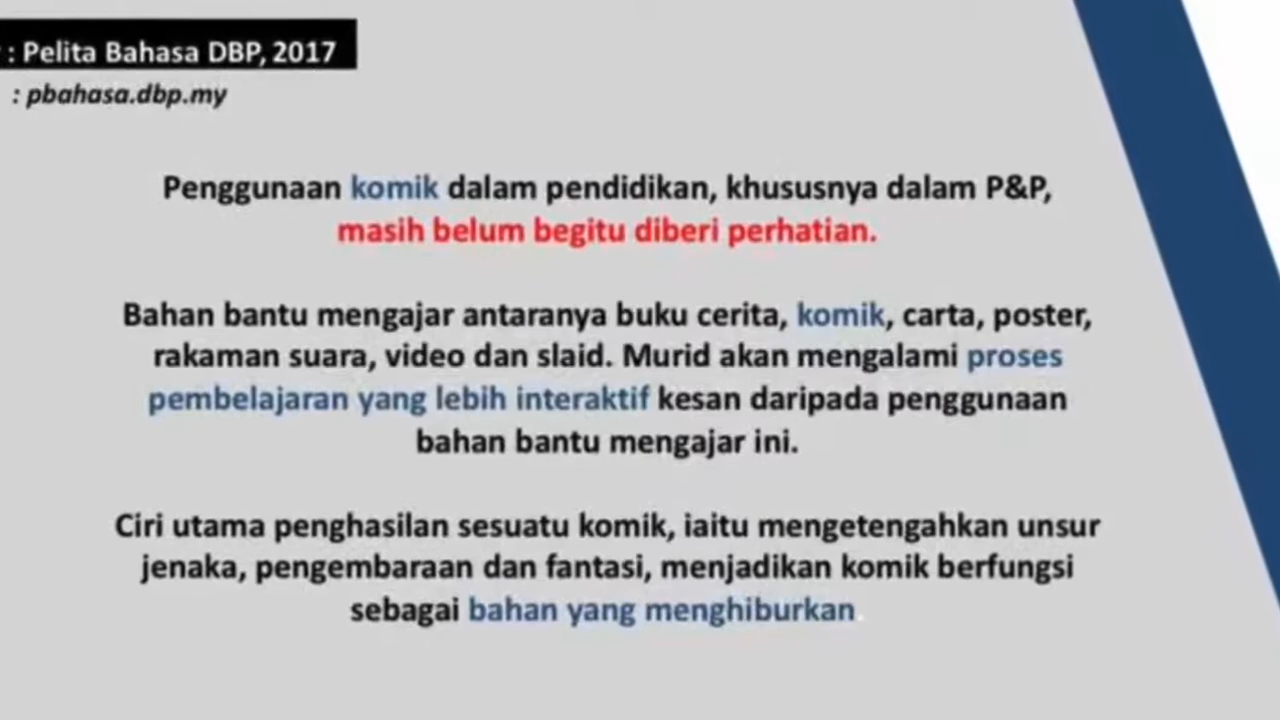 : Pelita Bahasa DBP, 2017
: pbahasa.dbp.my
Penggunaan komik dalam pendidikan, khususnya dalam P&P,
masih belum begitu diberi perhatian.
Bahan bantu mengajar antaranya buku cerita, komik, carta, poster,
rakaman suara, video dan slaid. Murid akan mengalami proses
pembelajaran yang lebih interaktif kesan daripada penggunaan
bahan bantu mengajar ini.
Ciri utama penghasilan sesuatu komik, iaitu mengetengahkan unsur
jenaka, pengembaraan dan fantasi, menjadikan komik berfungsi
sebagai bahan yang menghiburkan.